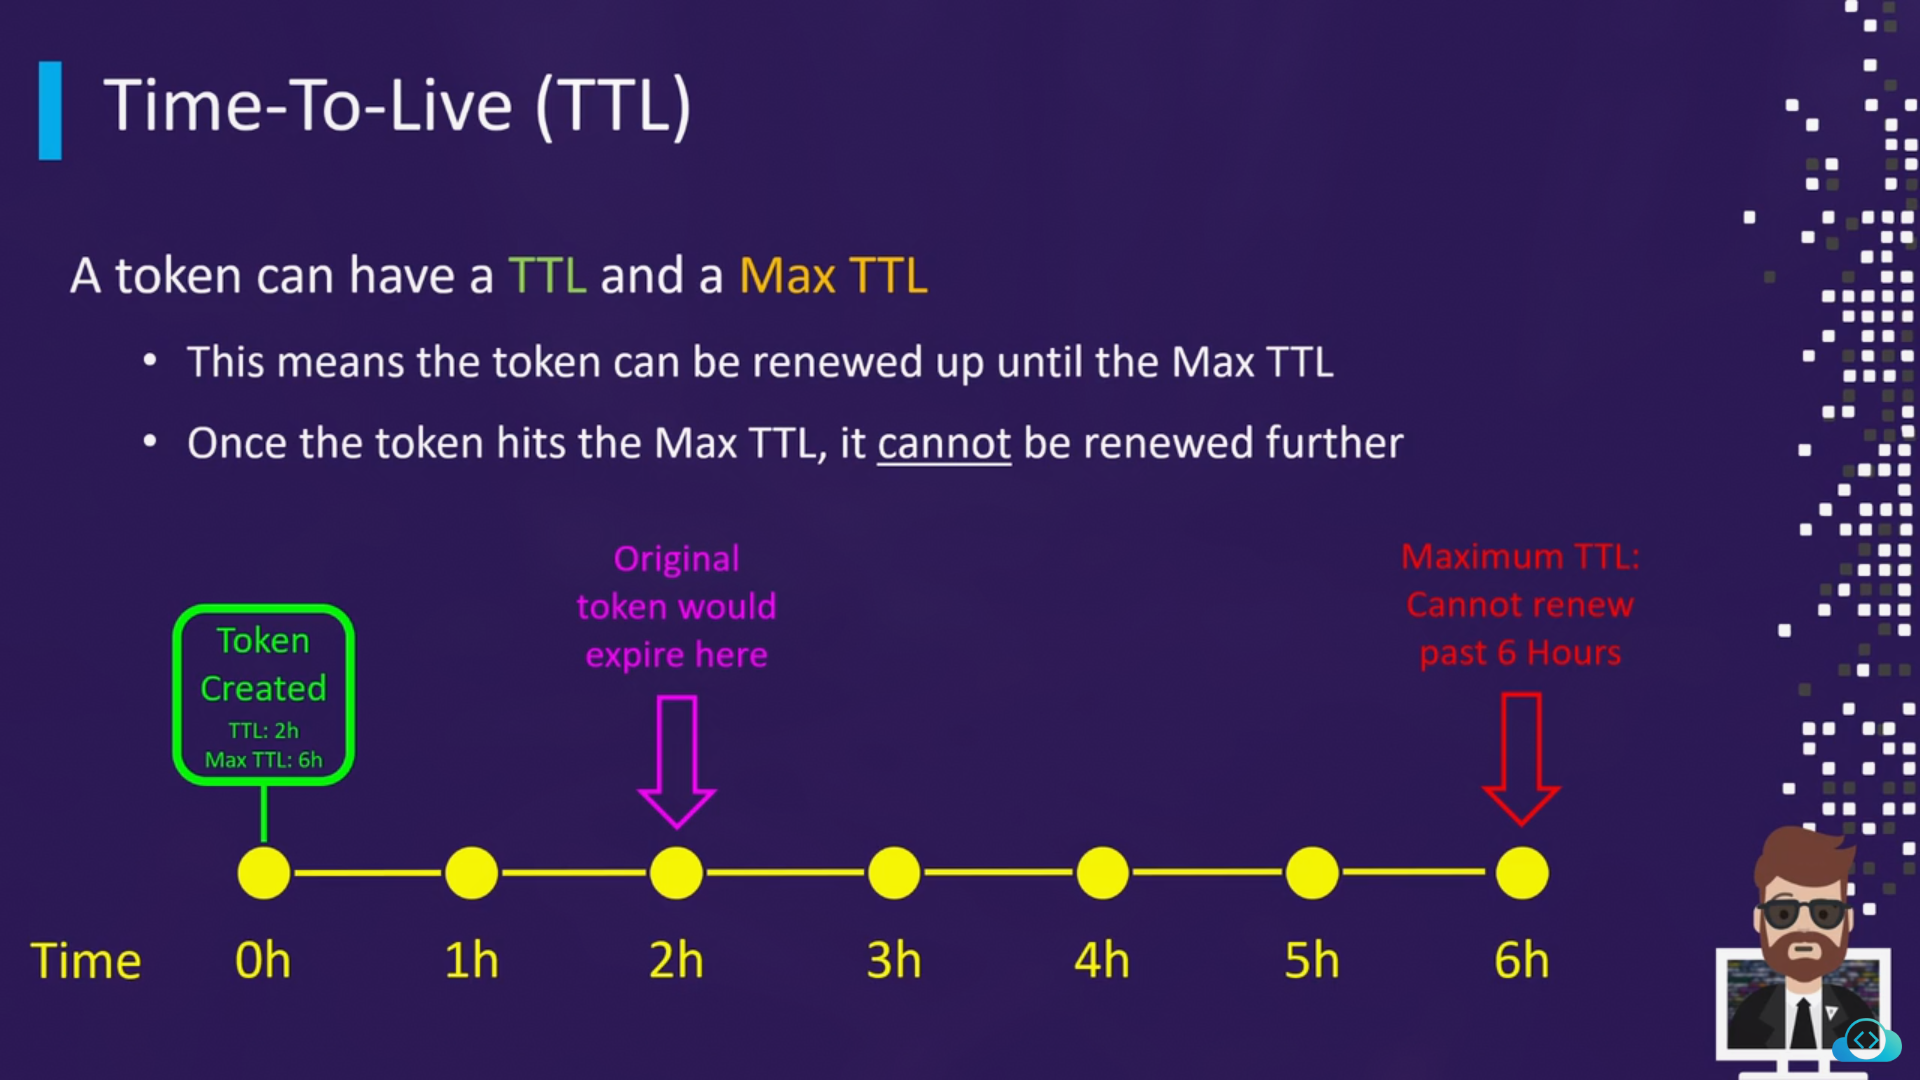 Time-To-Live (TTL)
A token can have a TTL and a Max TTL
• This means the token can be renewed up until the Max TTL
• Once the token hits the Max TTL, it cannot be renewed further
Token
Created
TTL: 2h
Max TTL: 6h
Original
token would
expire here
Maximum TTL:
Cannot renew
past 6 Hours
Time 0h 1h 2h 3h 4h 5h 6h